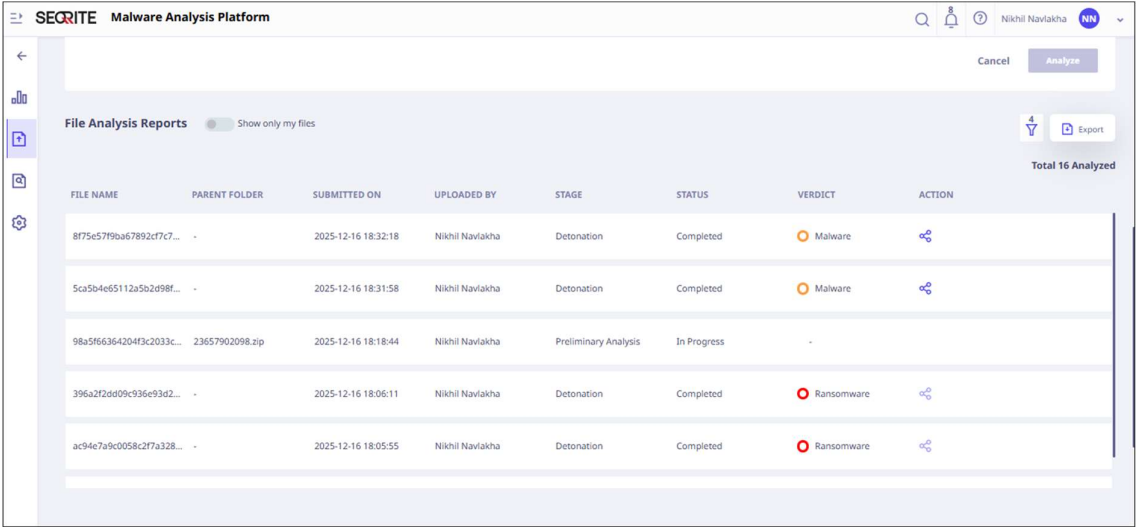 SEQRITE Malware Analysis Platform
8
Nikhil Navlakha NN
Cancel Analyze
File Analysis Reports Show only my files 4 Export
Total 16 Analyzed
FILE NAME PARENT FOLDER SUBMITTED ON UPLOADED BY STAGE STATUS VERDICT ACTION
8f75e57f9ba67892cf7c7... - 2025-12-16 18:32:18 Nikhil Navlakha Detonation Completed Malware
5ca5b4e65112a5b2d98f... - 2025-12-16 18:31:58 Nikhil Navlakha Detonation Completed Malware
98a5f66364204f3c2033c... 23657902098.zip 2025-12-16 18:18:44 Nikhil Navlakha Preliminary Analysis In Progress -
396a2f2dd09c936e93d2... - 2025-12-16 18:06:11 Nikhil Navlakha Detonation Completed Ransomware
ac94e7a9c0058c2f7a328... - 2025-12-16 18:05:55 Nikhil Navlakha Detonation Completed Ransomware